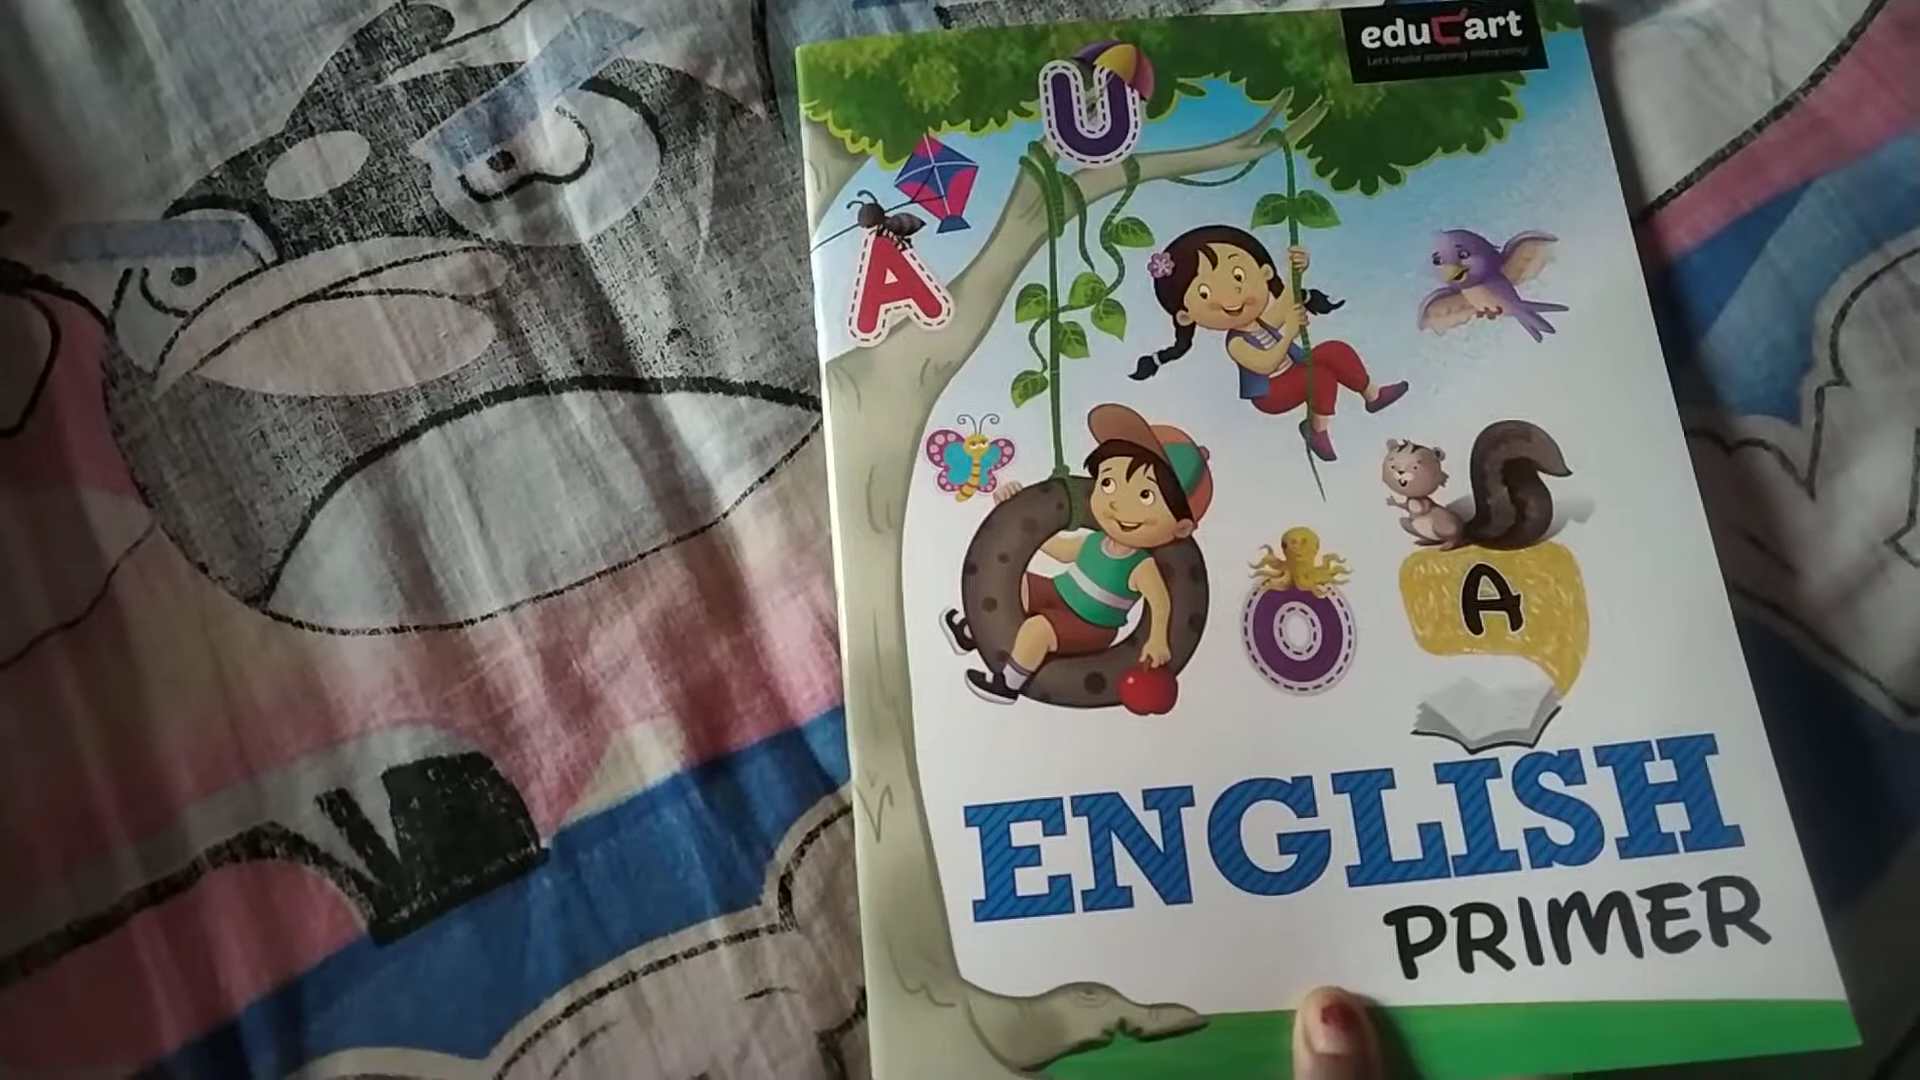 educart
Let's make learning interesting!
U
A
O
A
ENGLISH
PRIMER